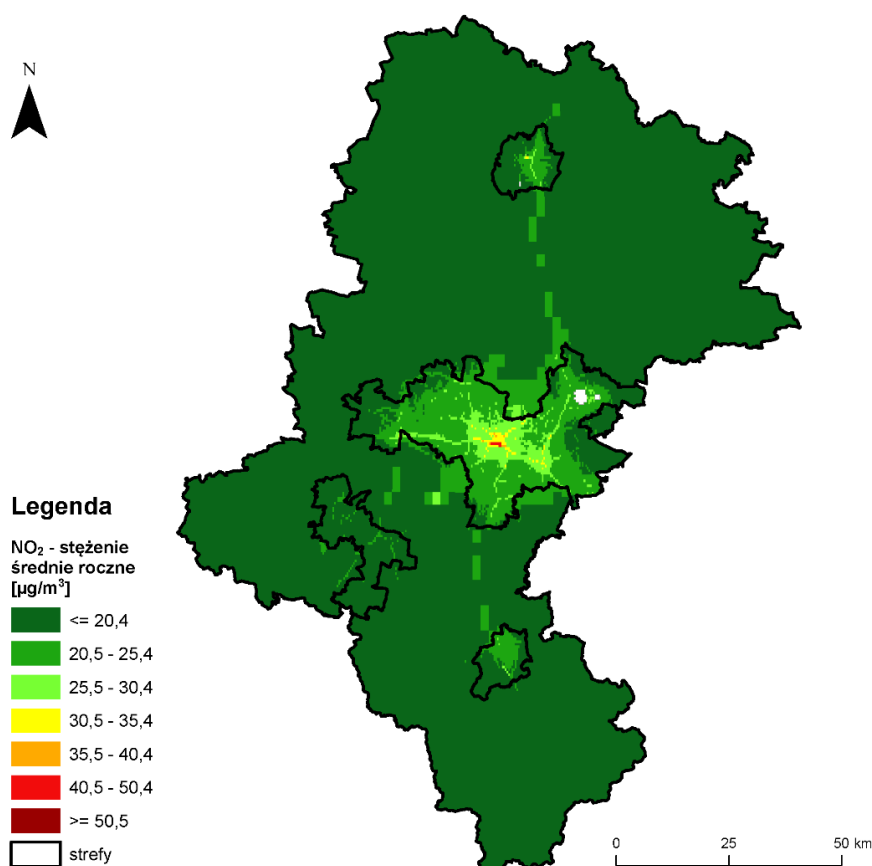 N
Legenda
NO₂ - stężenie
średnie roczne
[µg/m³]
<= 20,4
20,5 - 25,4
25,5 - 30,4
30,5 - 35,4
35,5 - 40,4
40,5 - 50,4
>= 50,5
strefy
0 25 50 km